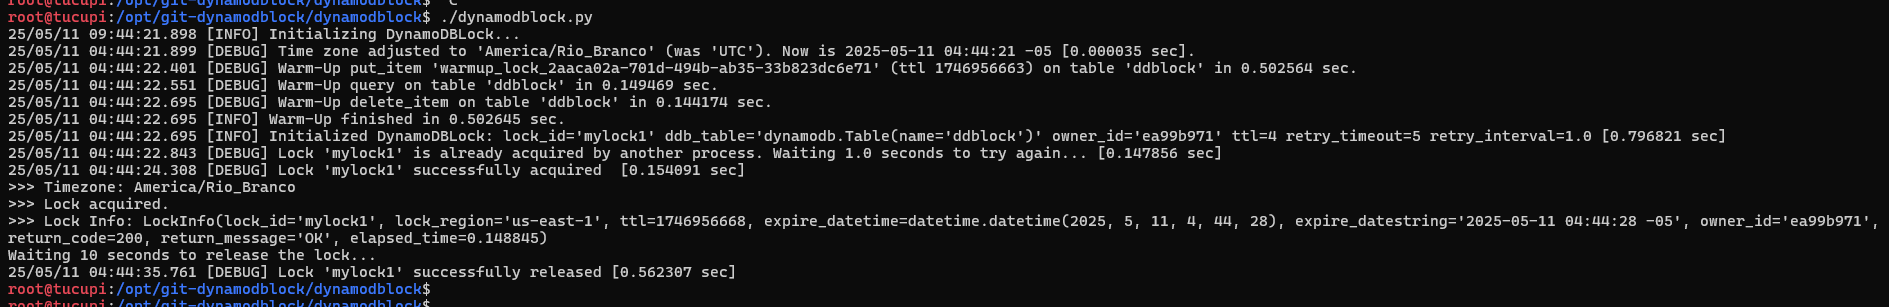 root@tucupi:/opt/git-dynamodblock/dynamodblock$ ^C
root@tucupi:/opt/git-dynamodblock/dynamodblock$ ./dynamodblock.py
25/05/11 09:44:21.898 [INFO] Initializing DynamoDBLock...
25/05/11 04:44:21.899 [DEBUG] Time zone adjusted to 'America/Rio_Branco' (was 'UTC'). Now is 2025-05-11 04:44:21 -05 [0.000035 sec].
25/05/11 04:44:22.401 [DEBUG] Warm-Up put_item 'warmup_lock_2aaca02a-701d-494b-ab35-33b823dc6e71' (ttl 1746956663) on table 'ddblock' in 0.502564 sec.
25/05/11 04:44:22.551 [DEBUG] Warm-Up query on table 'ddblock' in 0.149469 sec.
25/05/11 04:44:22.695 [DEBUG] Warm-Up delete_item on table 'ddblock' in 0.144174 sec.
25/05/11 04:44:22.695 [INFO] Warm-Up finished in 0.502645 sec.
25/05/11 04:44:22.695 [INFO] Initialized DynamoDBLock: lock_id='mylock1' ddb_table='dynamodb.Table(name='ddblock')' owner_id='ea99b971' ttl=4 retry_timeout=5 retry_interval=1.0 [0.796821 sec]
25/05/11 04:44:22.843 [DEBUG] Lock 'mylock1' is already acquired by another process. Waiting 1.0 seconds to try again... [0.147856 sec]
25/05/11 04:44:24.308 [DEBUG] Lock 'mylock1' successfully acquired  [0.154091 sec]
>>> Timezone: America/Rio_Branco
>>> Lock acquired.
>>> Lock Info: LockInfo(lock_id='mylock1', lock_region='us-east-1', ttl=1746956668, expire_datetime=datetime.datetime(2025, 5, 11, 4, 44, 28), expire_datestring='2025-05-11 04:44:28 -05', owner_id='ea99b971',
return_code=200, return_message='OK', elapsed_time=0.148845)
Waiting 10 seconds to release the lock...
25/05/11 04:44:35.761 [DEBUG] Lock 'mylock1' successfully released [0.562307 sec]
root@tucupi:/opt/git-dynamodblock/dynamodblock$
root@tucupi:/opt/git-dynamodblock/dynamodblock$